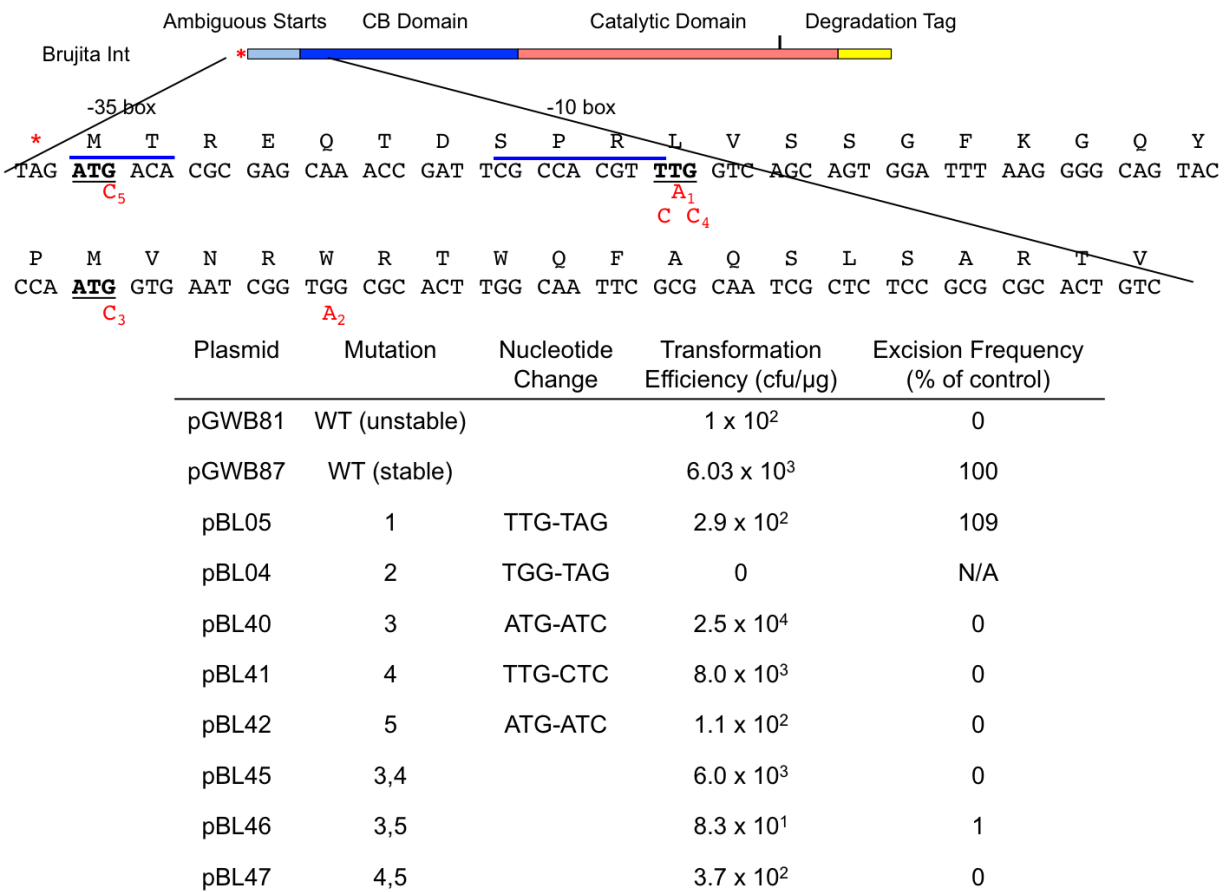 Ambiguous Starts CB Domain Catalytic Domain Degradation Tag
Brujita Int *
-35 box -10 box
* M T R E Q T D S P R L V S S G F K G Q Y
TAG ATG ACA CGC GAG CAA ACC GAT TCG CCA CGT TTG GTC AGC AGT GGA TTT AAG GGG CAG TAC
C5 A1
C C4
P M V N R W R T W Q F A Q S L S A R T V
CCA ATG GTG AAT CGG TGG CGC ACT TGG CAA TTC GCG CAA TCG CTC TCC GCG CGC ACT GTC
C3 A2
Plasmid Mutation Nucleotide Transformation Excision Frequency
Change Efficiency (cfu/µg) (% of control)
pGWB81 WT (unstable) 1 x 10² 0
pGWB87 WT (stable) 6.03 x 10³ 100
pBL05 1 TTG-TAG 2.9 x 10² 109
pBL04 2 TGG-TAG 0 N/A
pBL40 3 ATG-ATC 2.5 x 10⁴ 0
pBL41 4 TTG-CTC 8.0 x 10³ 0
pBL42 5 ATG-ATC 1.1 x 10² 0
pBL45 3,4 6.0 x 10³ 0
pBL46 3,5 8.3 x 10¹ 1
pBL47 4,5 3.7 x 10² 0